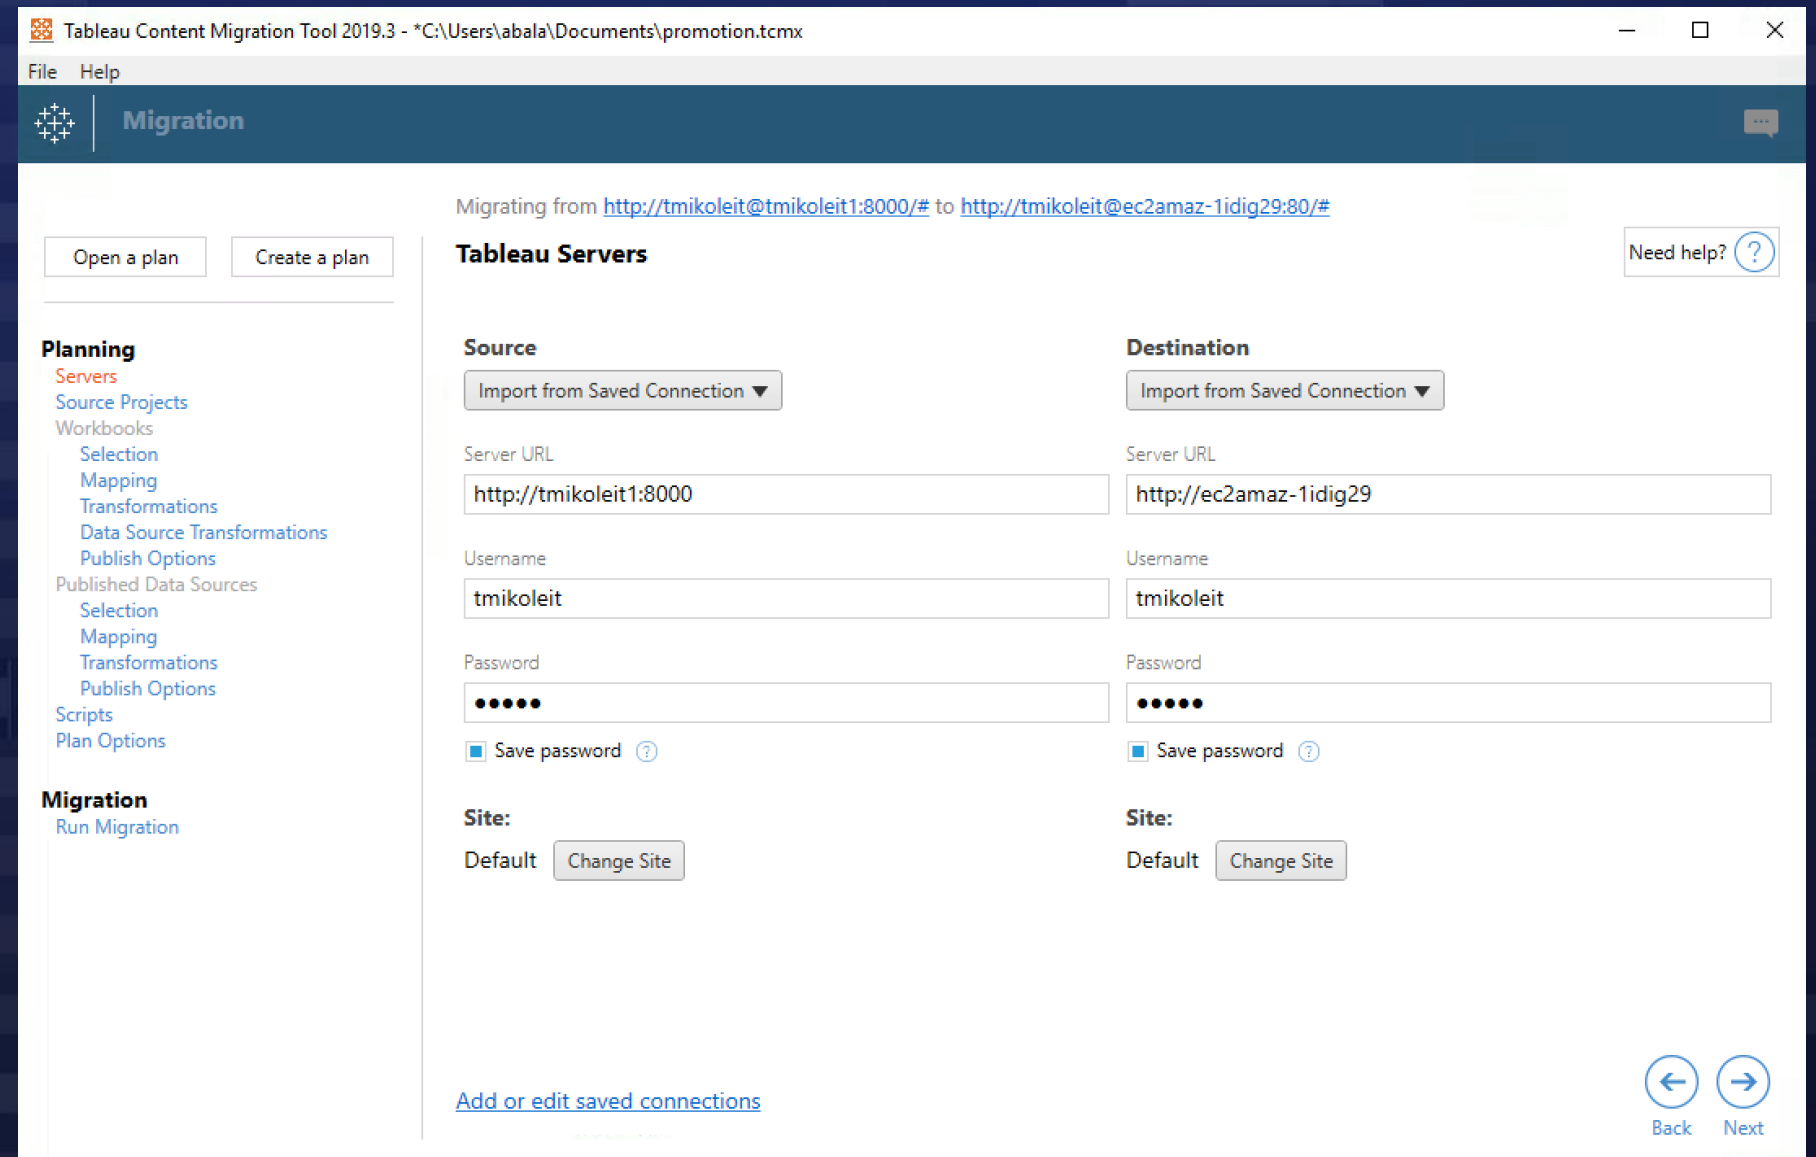 Tableau Content Migration Tool 2019.3 - *C:\Users\abala\Documents\promotion.tcmx
File Help
Migration
Migrating from http://tmikoleit@tmikoleit1:8000/# to http://tmikoleit@ec2amaz-1idig29:80/#
Open a plan Create a plan
Tableau Servers
Need help? ?
Planning
Servers
Source Projects
Workbooks
Selection
Mapping
Transformations
Data Source Transformations
Publish Options
Published Data Sources
Selection
Mapping
Transformations
Publish Options
Scripts
Plan Options
Migration
Run Migration
Source
Import from Saved Connection
Server URL
http://tmikoleit1:8000
Username
tmikoleit
Password
•••••
Save password ?
Site:
Default Change Site
Destination
Import from Saved Connection
Server URL
http://ec2amaz-1idig29
Username
tmikoleit
Password
•••••
Save password ?
Site:
Default Change Site
Add or edit saved connections
Back Next